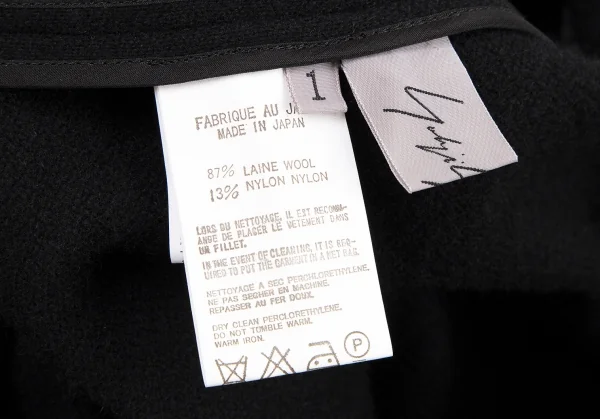 1
FABRIQUE AU JA
MADE IN JAPAN
87% LAINE WOOL
13% NYLON NYLON
LORS DU NETTOYAGE, IL EST RECOMM-
ANDE DE PLACER LE VETEMENT DANS
UN FILLET.
IN THE EVENT OF CLEANING, IT IS REQ-
UIRED TO PUT THE GARMENT IN A NET BAG.
NETTOYAGE A SEC PERCHLORETHYLENE.
NE PAS SECHER EN MACHINE.
REPASSER AU FER DOUX.
DRY CLEAN PERCLORETHYLENE.
DO NOT TUMBLE WARM.
WARM IRON.
P